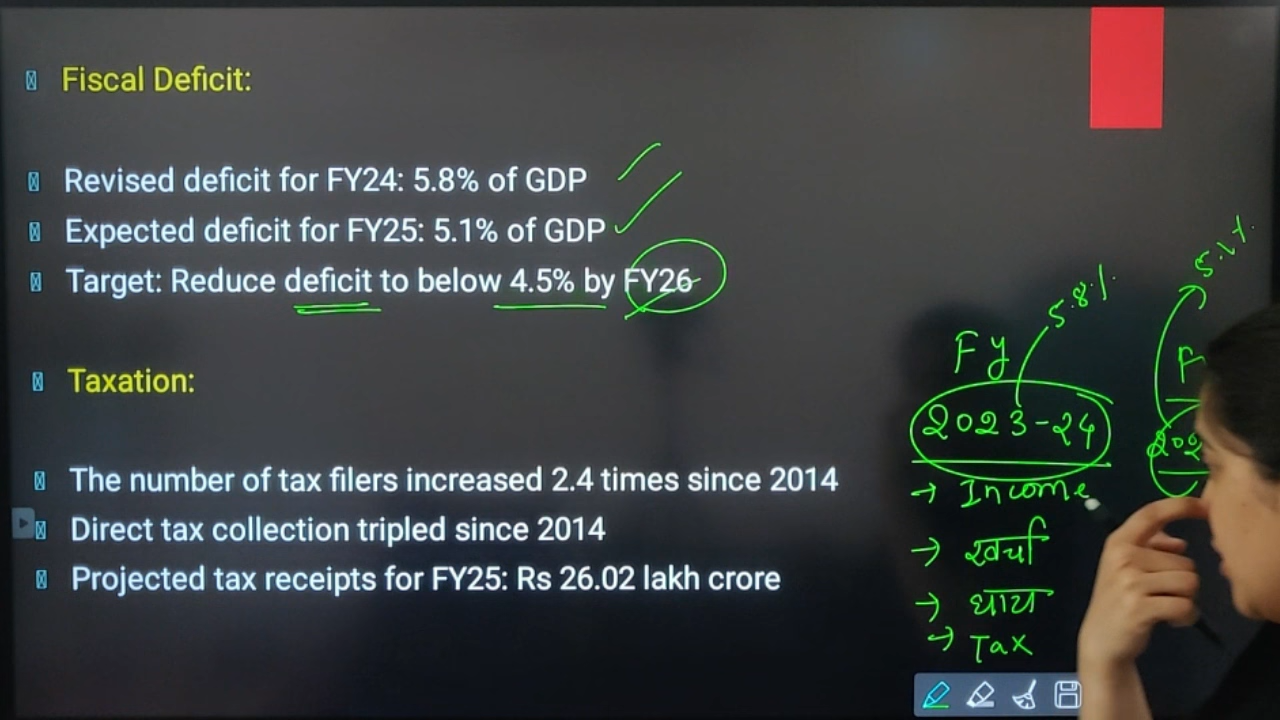 Fiscal Deficit:
Revised deficit for FY24: 5.8% of GDP
Expected deficit for FY25: 5.1% of GDP
Target: Reduce deficit to below 4.5% by FY26
Taxation:
The number of tax filers increased 2.4 times since 2014
Direct tax collection tripled since 2014
Projected tax receipts for FY25: Rs 26.02 lakh crore
5.8%
FY
2023-24
→ Income
→ खर्चा
→ घाटा
→ Tax
5.1%